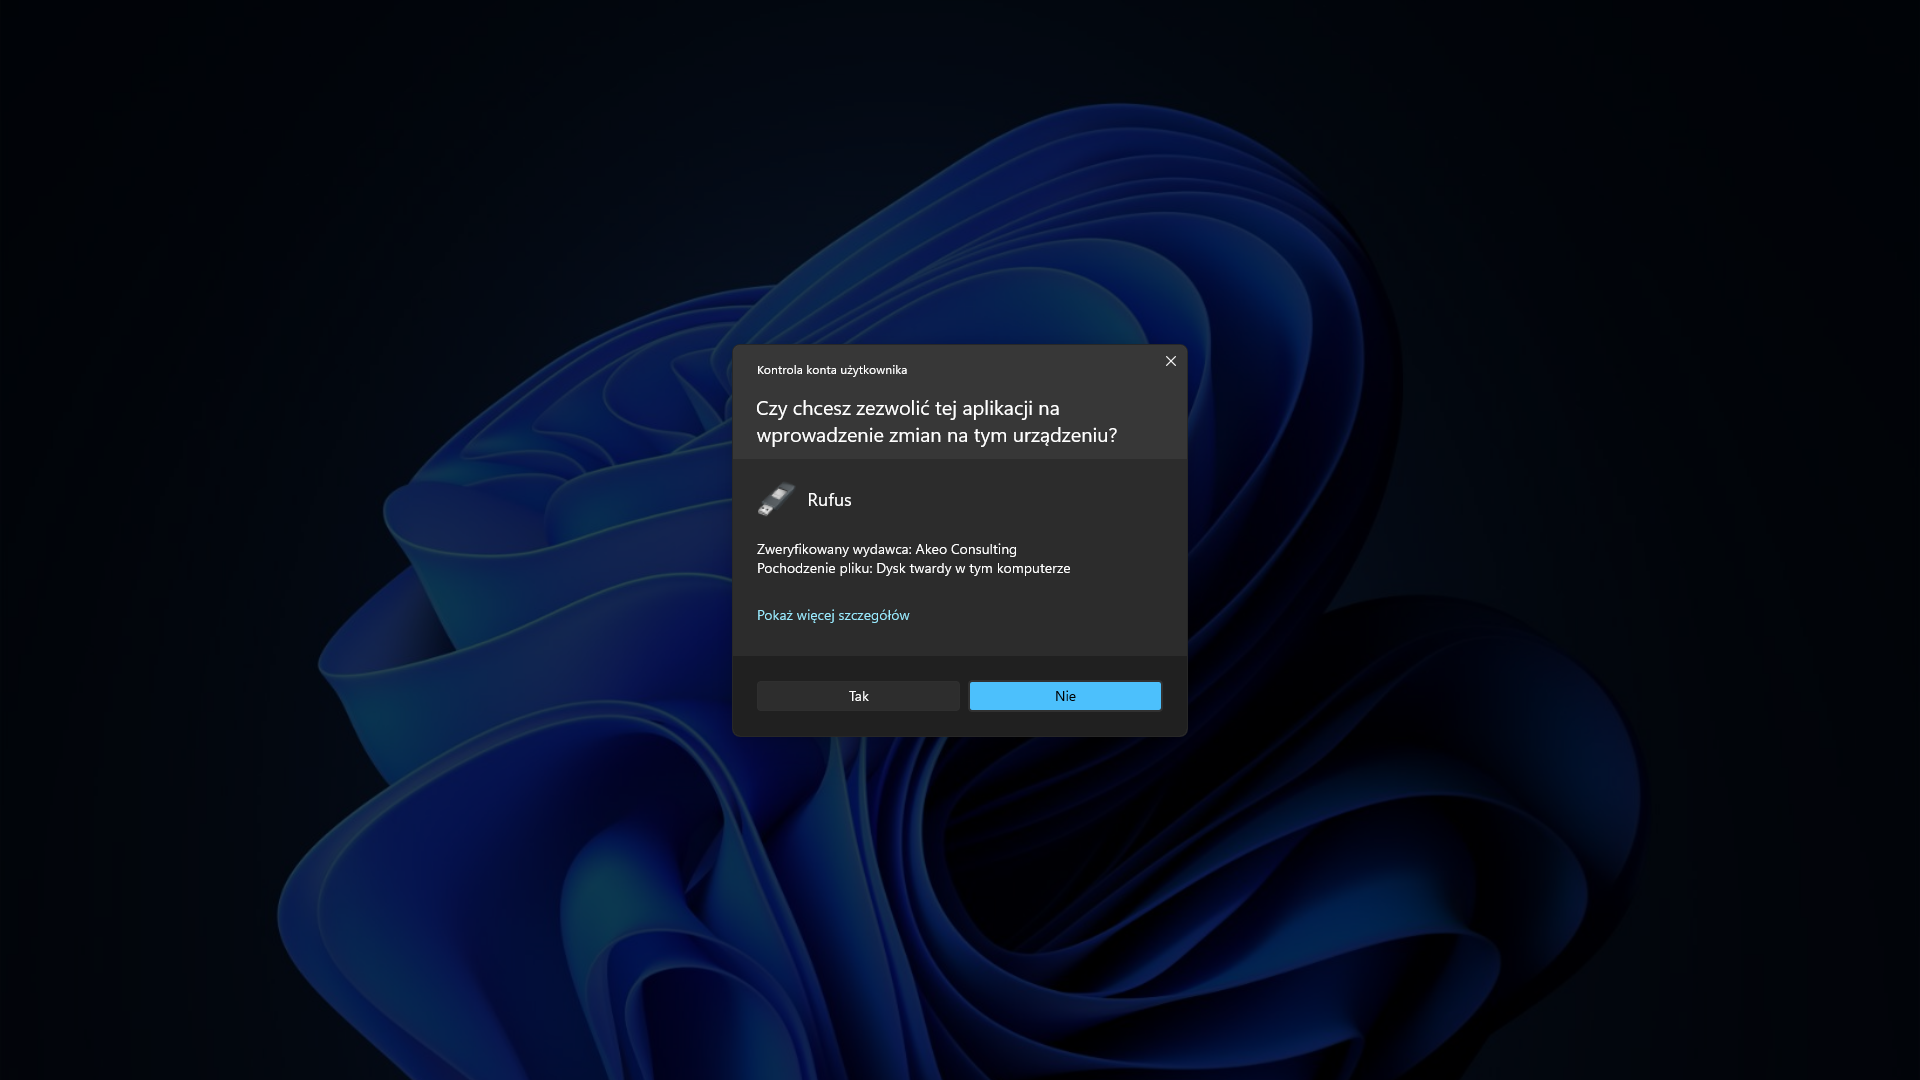 Kontrola konta użytkownika
Czy chcesz zezwolić tej aplikacji na
wprowadzenie zmian na tym urządzeniu?
Rufus
Zweryfikowany wydawca: Akeo Consulting
Pochodzenie pliku: Dysk twardy w tym komputerze
Pokaż więcej szczegółów
Tak
Nie